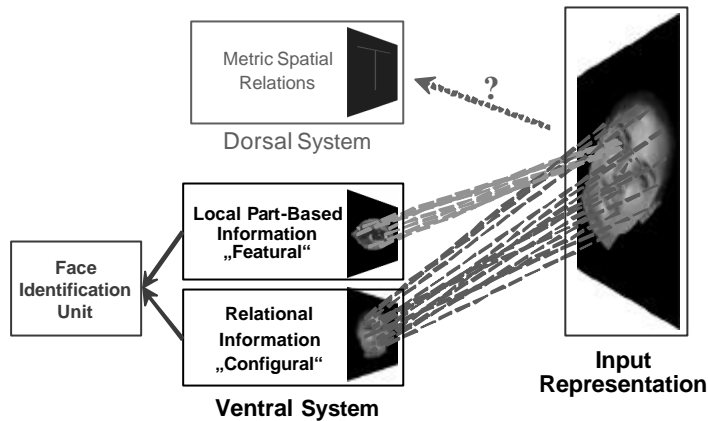 Metric Spatial
Relations
?
Dorsal System
Local Part-Based
Information
„Featural“
Face
Identification
Unit
Relational
Information
„Configural“
Ventral System
Input
Representation